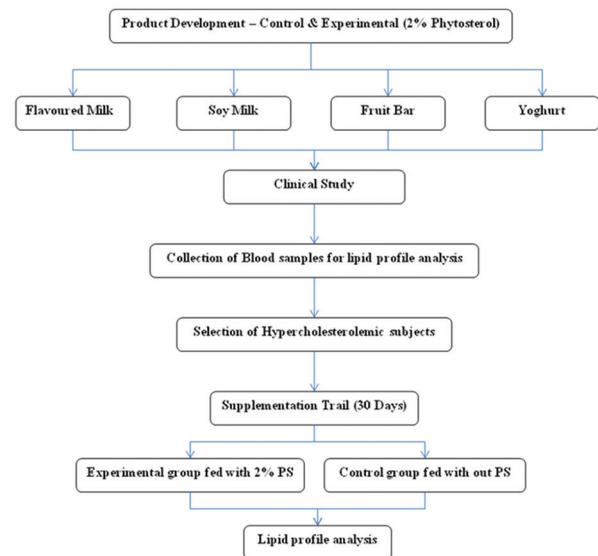 Product Development – Control & Experimental (2% Phytosterol)
Flavoured Milk
Soy Milk
Fruit Bar
Yoghurt
Clinical Study
Collection of Blood samples for lipid profile analysis
Selection of Hypercholesterolemic subjects
Supplementation Trail (30 Days)
Experimental group fed with 2% PS
Control group fed with out PS
Lipid profile analysis